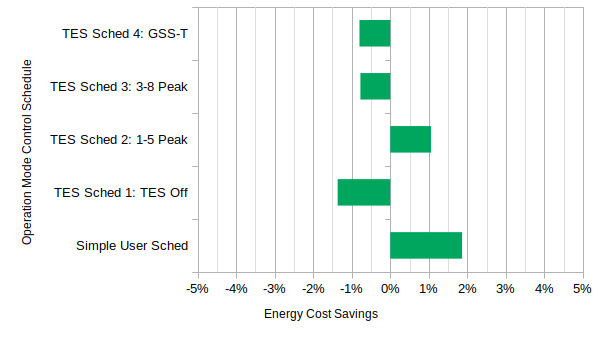 Operation Mode Control Schedule
TES Sched 4: GSS-T
TES Sched 3: 3-8 Peak
TES Sched 2: 1-5 Peak
TES Sched 1: TES Off
Simple User Sched
-5% -4% -3% -2% -1% 0% 1% 2% 3% 4% 5%
Energy Cost Savings